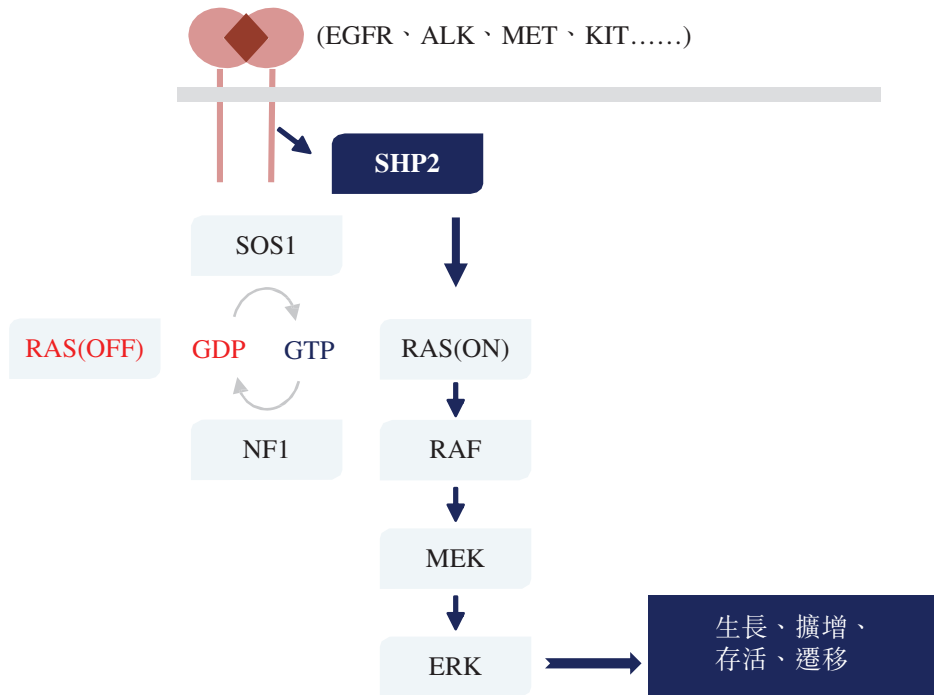 (EGFR、ALK、MET、KIT……)
SHP2
SOS1
RAS(OFF)
GDP
GTP
RAS(ON)
NF1
RAF
MEK
ERK
生長、擴增、
存活、遷移